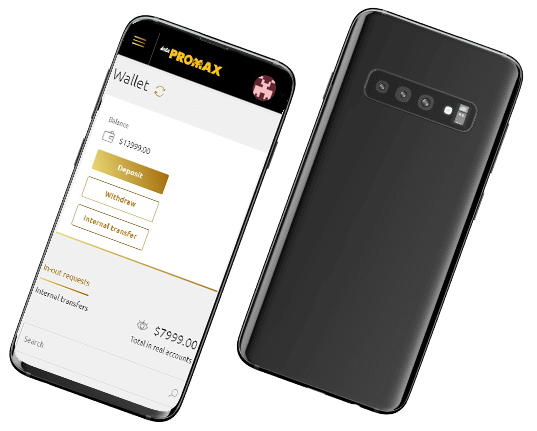 PROMAX
Wallet
Balance
$13999.00
Deposit
Withdraw
Internal transfer
In-out requests
Internal transfers
$7999.00
Total in real accounts
Search